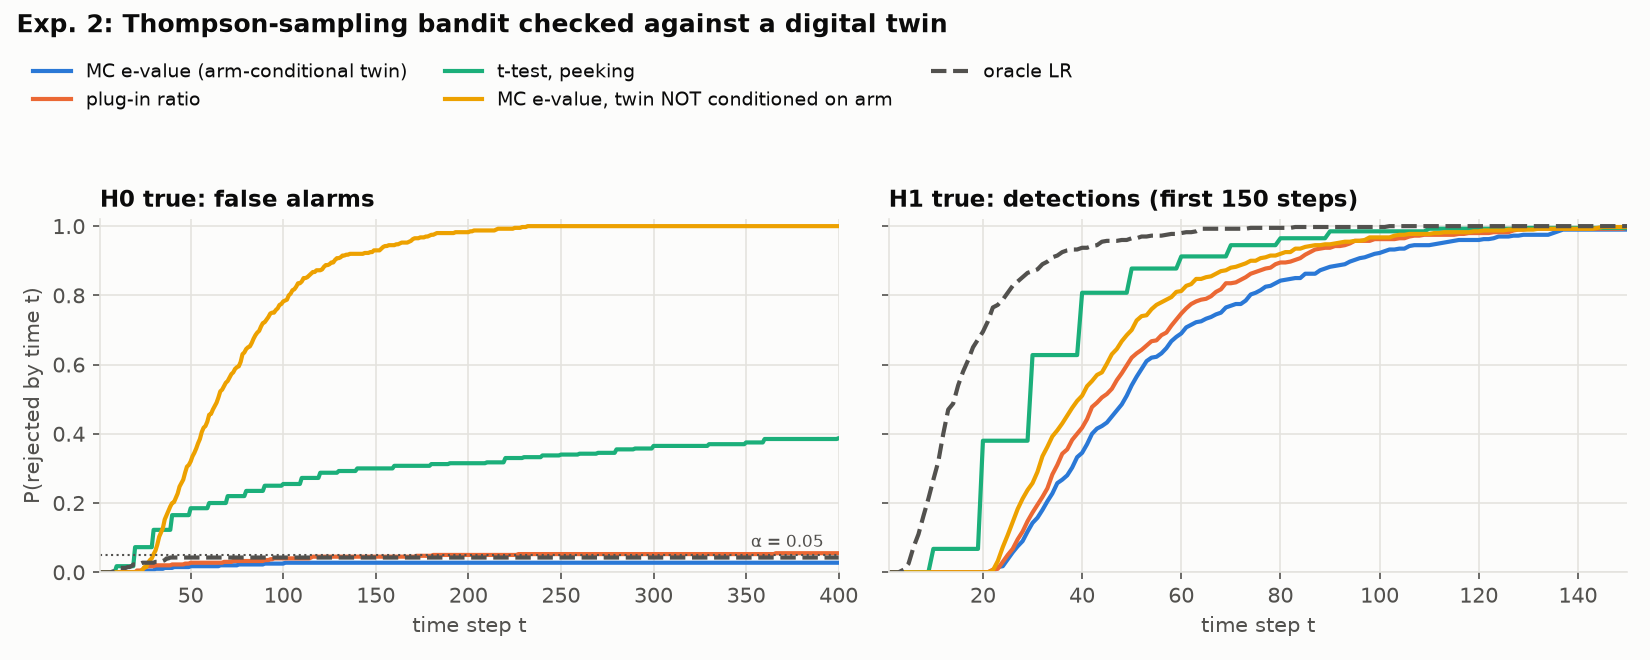 Exp. 2: Thompson-sampling bandit checked against a digital twin
MC e-value (arm-conditional twin)
plug-in ratio
t-test, peeking
MC e-value, twin NOT conditioned on arm
oracle LR
H0 true: false alarms
P(rejected by time t)
1.0
0.8
0.6
0.4
0.2
0.0
α = 0.05
50 100 150 200 250 300 350 400
time step t
H1 true: detections (first 150 steps)
20 40 60 80 100 120 140
time step t